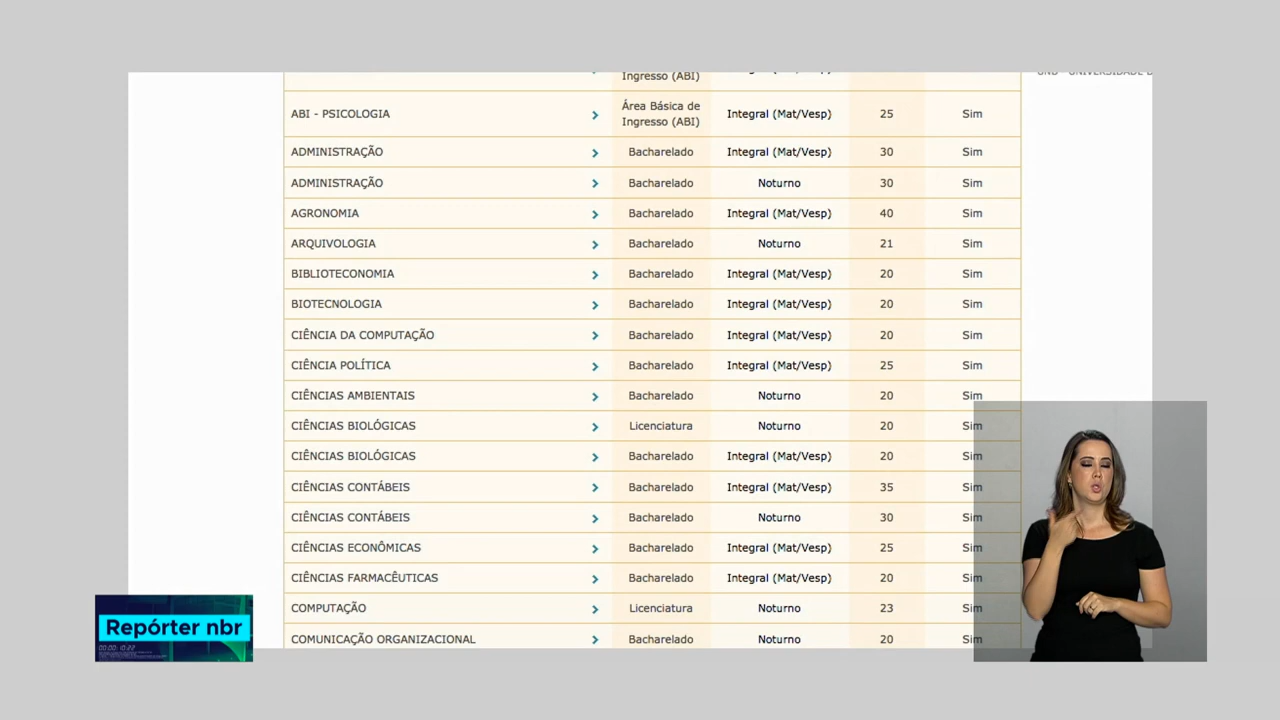 Ingresso (ABI)
ABI - PSICOLOGIA Área Básica de Ingresso (ABI) Integral (Mat/Vesp) 25 Sim
ADMINISTRAÇÃO Bacharelado Integral (Mat/Vesp) 30 Sim
ADMINISTRAÇÃO Bacharelado Noturno 30 Sim
AGRONOMIA Bacharelado Integral (Mat/Vesp) 40 Sim
ARQUIVOLOGIA Bacharelado Noturno 21 Sim
BIBLIOTECONOMIA Bacharelado Integral (Mat/Vesp) 20 Sim
BIOTECNOLOGIA Bacharelado Integral (Mat/Vesp) 20 Sim
CIÊNCIA DA COMPUTAÇÃO Bacharelado Integral (Mat/Vesp) 20 Sim
CIÊNCIA POLÍTICA Bacharelado Integral (Mat/Vesp) 25 Sim
CIÊNCIAS AMBIENTAIS Bacharelado Noturno 20 Sim
CIÊNCIAS BIOLÓGICAS Licenciatura Noturno 20 Sim
CIÊNCIAS BIOLÓGICAS Bacharelado Integral (Mat/Vesp) 20 Sim
CIÊNCIAS CONTÁBEIS Bacharelado Integral (Mat/Vesp) 35 Sim
CIÊNCIAS CONTÁBEIS Bacharelado Noturno 30 Sim
CIÊNCIAS ECONÔMICAS Bacharelado Integral (Mat/Vesp) 25 Sim
CIÊNCIAS FARMACÊUTICAS Bacharelado Integral (Mat/Vesp) 20 Sim
COMPUTAÇÃO Licenciatura Noturno 23 Sim
COMUNICAÇÃO ORGANIZACIONAL Bacharelado Noturno 20 Sim
Repórter nbr